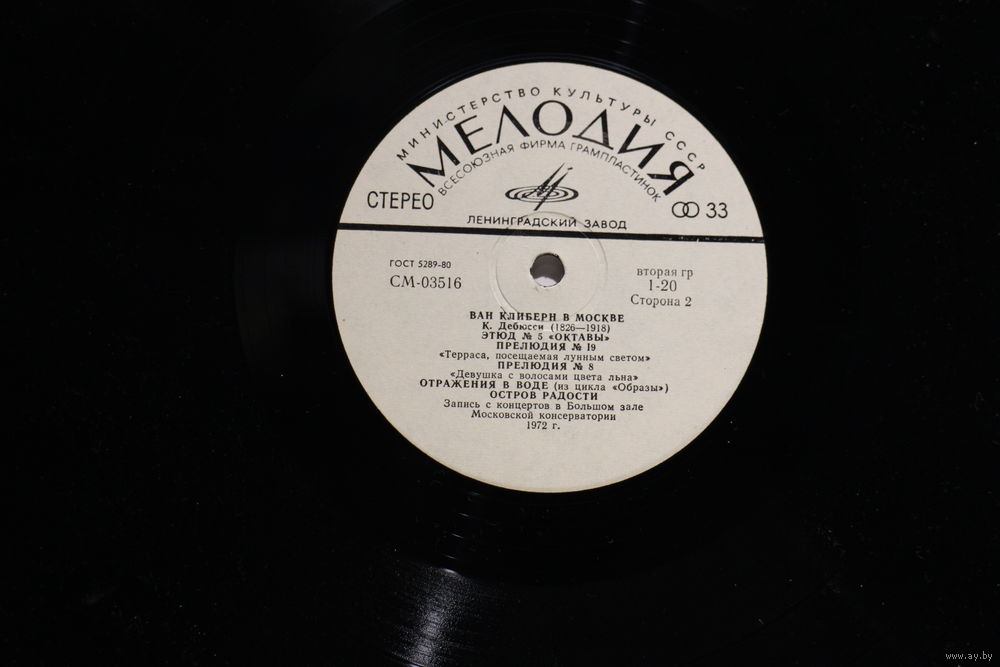 МИНИСТЕРСТВО КУЛЬТУРЫ СССР
МЕЛОДИЯ
ВСЕСОЮЗНАЯ ФИРМА ГРАМПЛАСТИНОК
СТЕРЕО
33
ЛЕНИНГРАДСКИЙ ЗАВОД
ГОСТ 5289-80
СМ-03516
вторая гр
1-20
Сторона 2
ВАН КЛИБЕРН В МОСКВЕ
К. Дебюсси (1826—1918)
ЭТЮД № 5 «ОКТАВЫ»
ПРЕЛЮДИЯ № 19
«Терраса, посещаемая лунным светом»
ПРЕЛЮДИЯ № 8
«Девушка с волосами цвета льна»
ОТРАЖЕНИЯ В ВОДЕ (из цикла «Образы»)
ОСТРОВ РАДОСТИ
Запись с концертов в Большом зале
Московской консерватории
1972 г.
www.ay.by